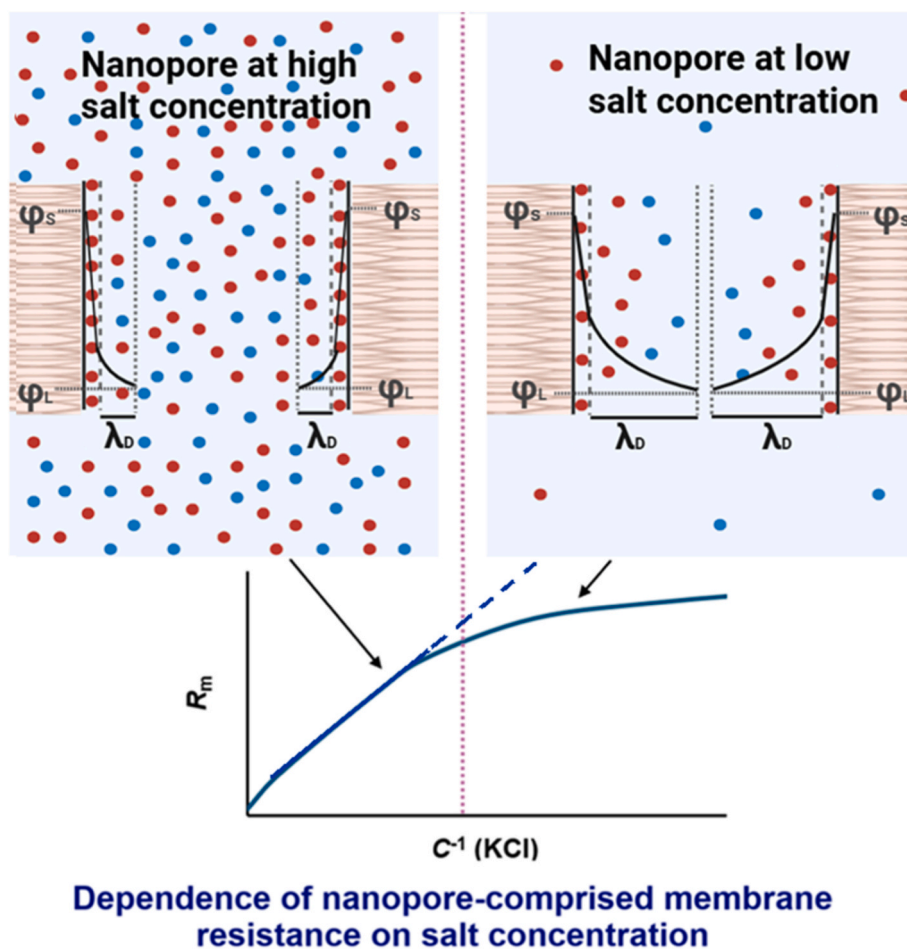 Nanopore at high
salt concentration
Nanopore at low
salt concentration
φS
φS
φS
φS
φL
φL
φL
φL
λD
λD
λD
λD
Rm
C-1 (KCl)
Dependence of nanopore-comprised membrane
resistance on salt concentration